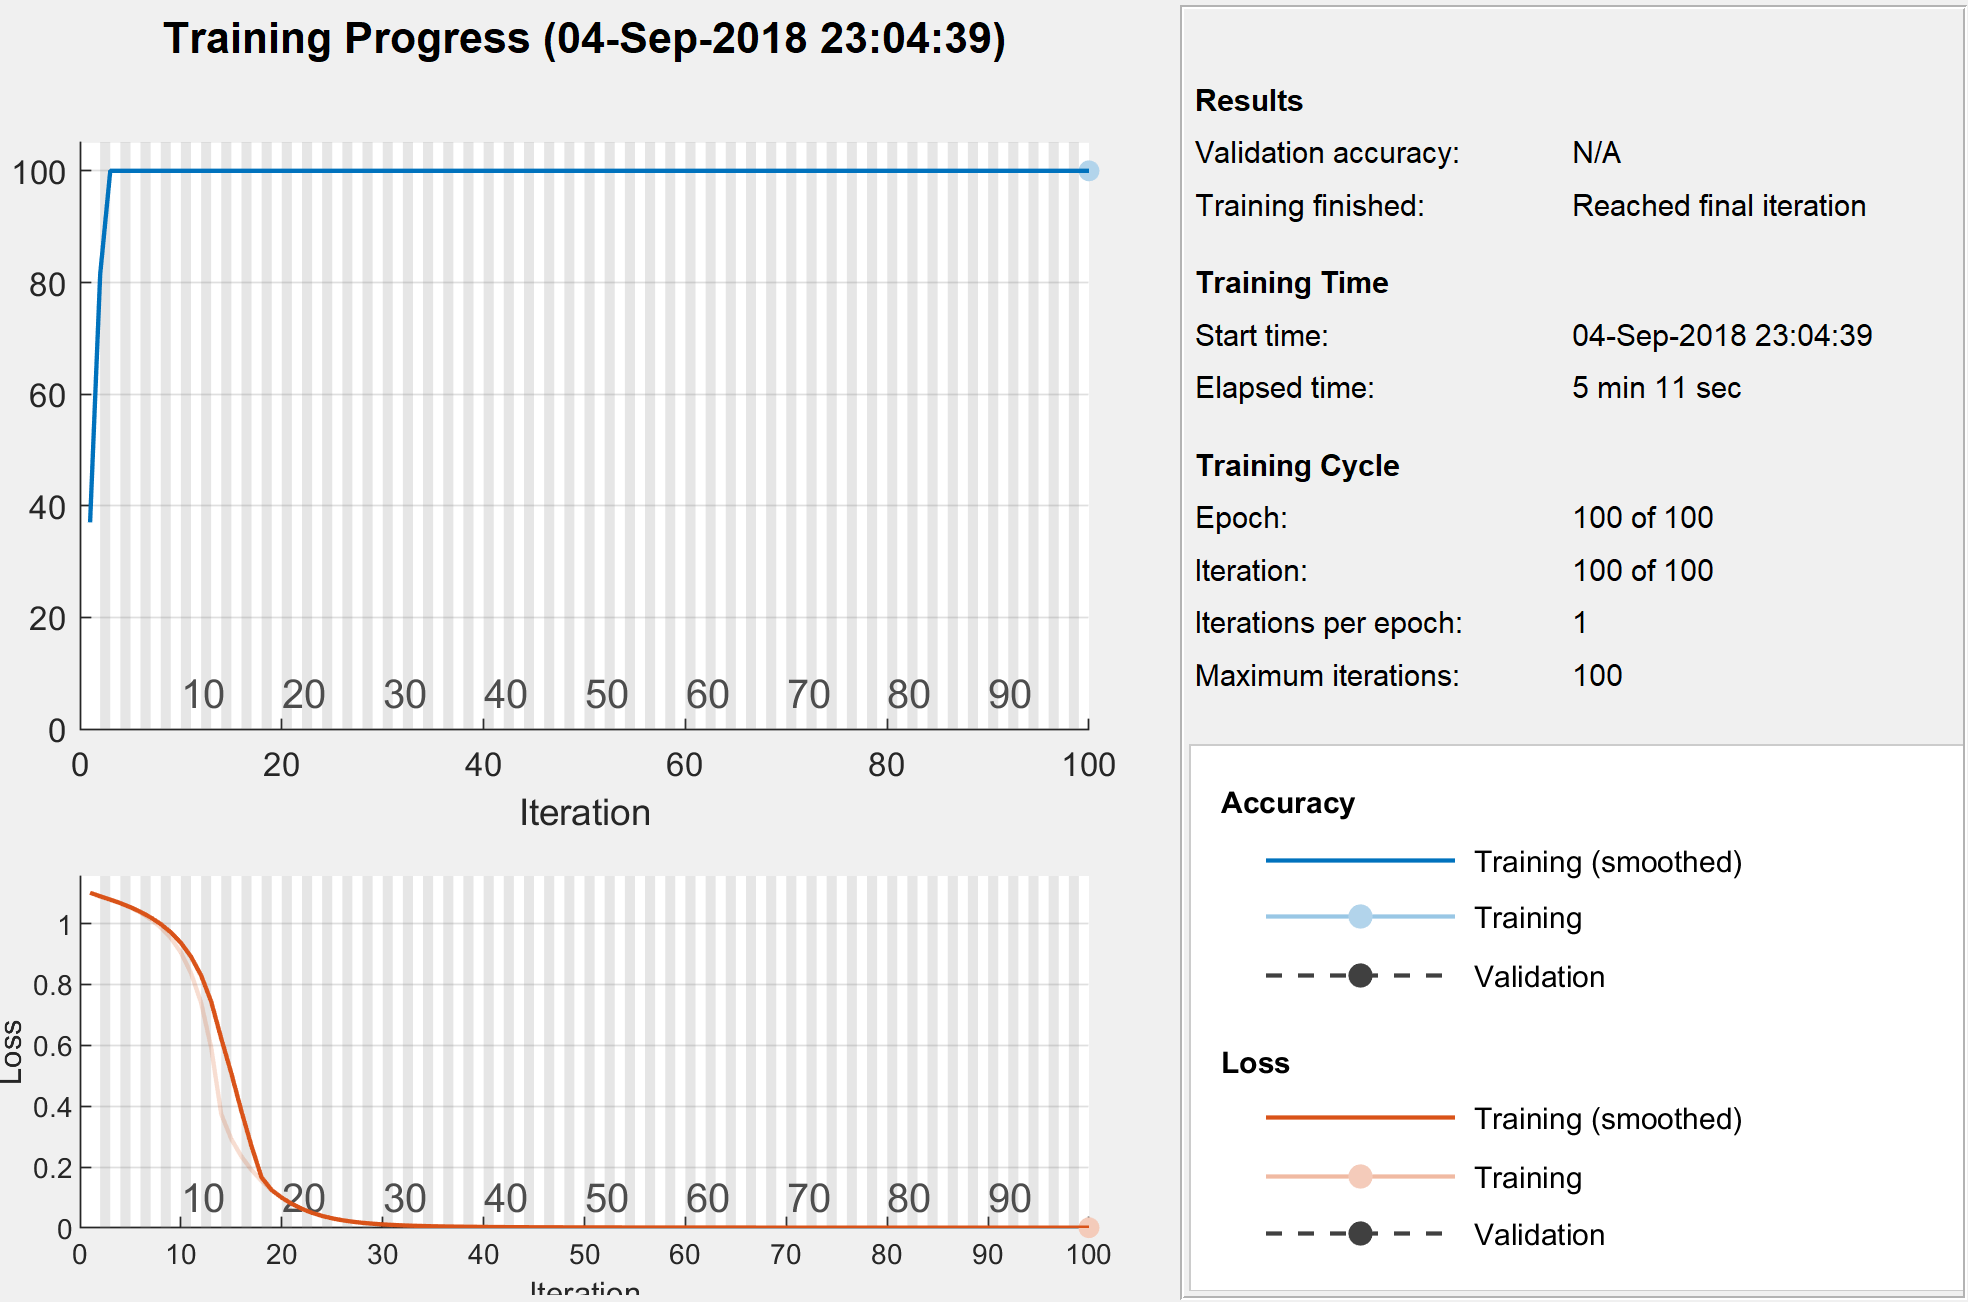 Training Progress (04-Sep-2018 23:04:39)
100
80
60
40
20
0
10 20 30 40 50 60 70 80 90
0 20 40 60 80 100
Iteration
Loss
1
0.8
0.6
0.4
0.2
0
10 20 30 40 50 60 70 80 90
0 10 20 30 40 50 60 70 80 90 100
Iteration
Results
Validation accuracy: N/A
Training finished: Reached final iteration
Training Time
Start time: 04-Sep-2018 23:04:39
Elapsed time: 5 min 11 sec
Training Cycle
Epoch: 100 of 100
Iteration: 100 of 100
Iterations per epoch: 1
Maximum iterations: 100
Accuracy
Training (smoothed)
Training
Validation
Loss
Training (smoothed)
Training
Validation